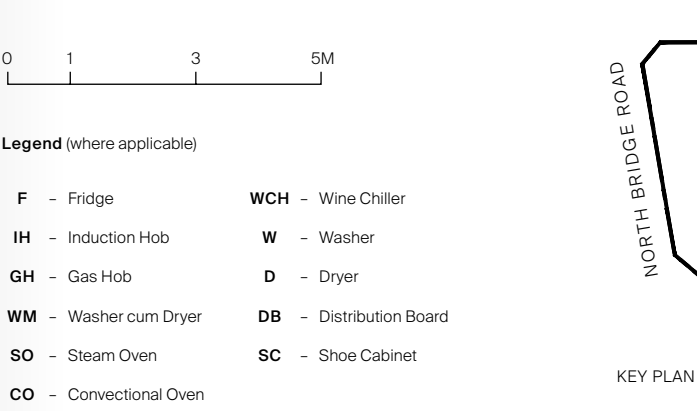 0 1 3 5M
Legend (where applicable)
F – Fridge
IH – Induction Hob
GH – Gas Hob
WM – Washer cum Dryer
SO – Steam Oven
CO – Convectional Oven
WCH – Wine Chiller
W – Washer
D – Dryer
DB – Distribution Board
SC – Shoe Cabinet
NORTH BRIDGE ROAD
KEY PLAN